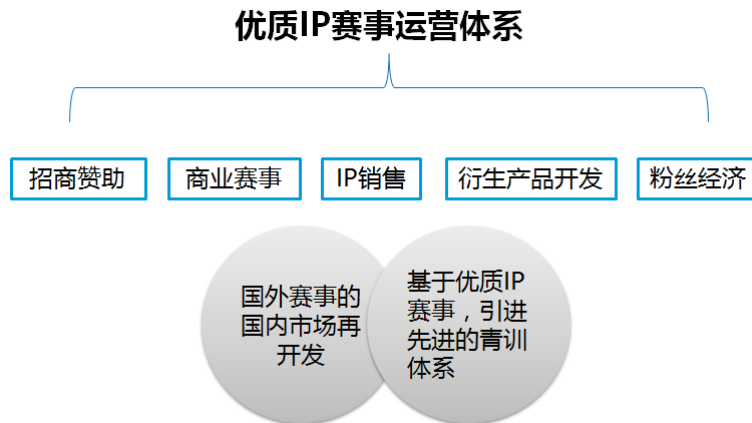 优质IP赛事运营体系
招商赞助
商业赛事
IP销售
衍生产品开发
粉丝经济
国外赛事的
国内市场再
开发
基于优质IP
赛事，引进
先进的青训
体系